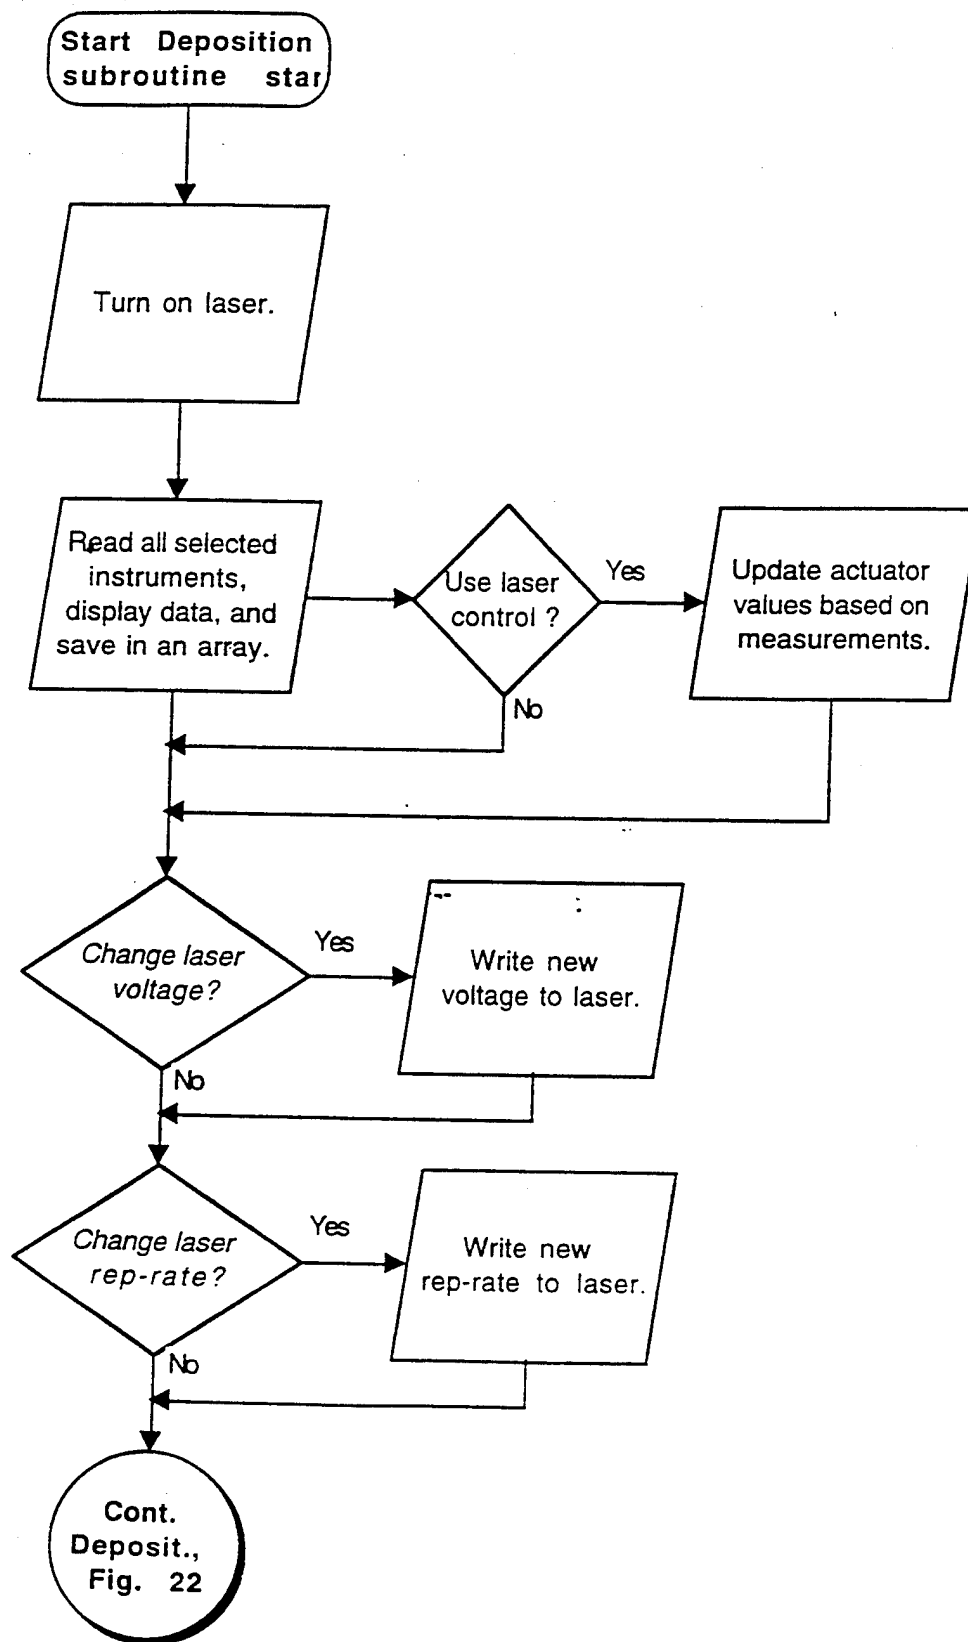 Start Deposition
subroutine star
Turn on laser.
Read all selected
instruments,
display data, and
save in an array.
Use laser
control ?
Yes
Update actuator
values based on
measurements.
No
Change laser
voltage?
Yes
Write new
voltage to laser.
No
Change laser
rep-rate?
Yes
Write new
rep-rate to laser.
No
Cont.
Deposit.,
Fig. 22